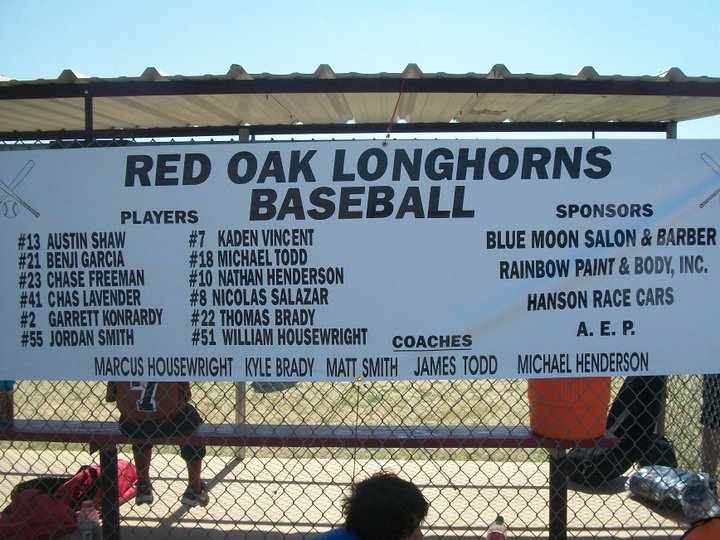 RED OAK LONGHORNS
BASEBALL
PLAYERS
#13 AUSTIN SHAW
#21 BENJI GARCIA
#23 CHASE FREEMAN
#41 CHAS LAVENDER
#2 GARRETT KONRARDY
#55 JORDAN SMITH
#7 KADEN VINCENT
#18 MICHAEL TODD
#10 NATHAN HENDERSON
#8 NICOLAS SALAZAR
#22 THOMAS BRADY
#51 WILLIAM HOUSEWRIGHT
SPONSORS
BLUE MOON SALON & BARBER
RAINBOW PAINT & BODY, INC.
HANSON RACE CARS
A. E. P.
COACHES
MARCUS HOUSEWRIGHT KYLE BRADY MATT SMITH JAMES TODD MICHAEL HENDERSON
7